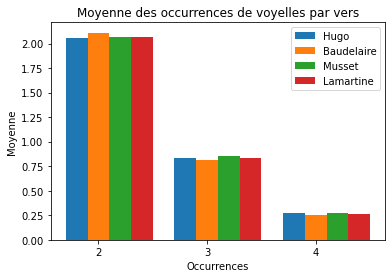 Moyenne des occurrences de voyelles par vers
Hugo
Baudelaire
Musset
Lamartine
2.00
1.75
1.50
1.25
1.00
0.75
0.50
0.25
0.00
Moyenne
2 3 4
Occurrences